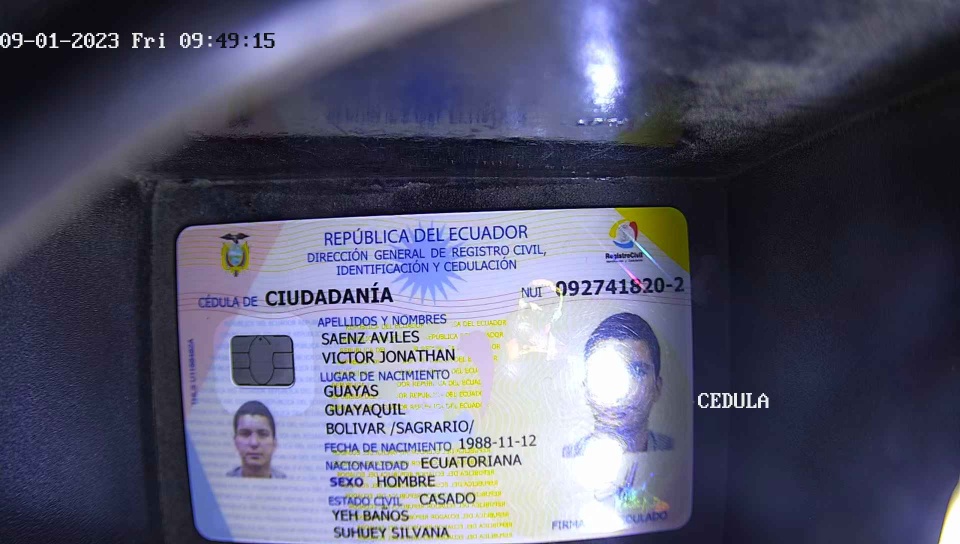 09-01-2023 Fri 09:49:15
REPÚBLICA DEL ECUADOR
DIRECCIÓN GENERAL DE REGISTRO CIVIL,
IDENTIFICACIÓN Y CEDULACIÓN
RegistroCivil
CÉDULA DE CIUDADANÍA
NUI 092741820-2
APELLIDOS Y NOMBRES
SAENZ AVILES
VICTOR JONATHAN
LUGAR DE NACIMIENTO
GUAYAS
GUAYAQUIL
BOLIVAR /SAGRARIO/
FECHA DE NACIMIENTO 1988-11-12
NACIONALIDAD ECUATORIANA
SEXO HOMBRE
ESTADO CIVIL CASADO
YEH BAÑOS
SUHUEY SILVANA
FIRMA
CEDULA